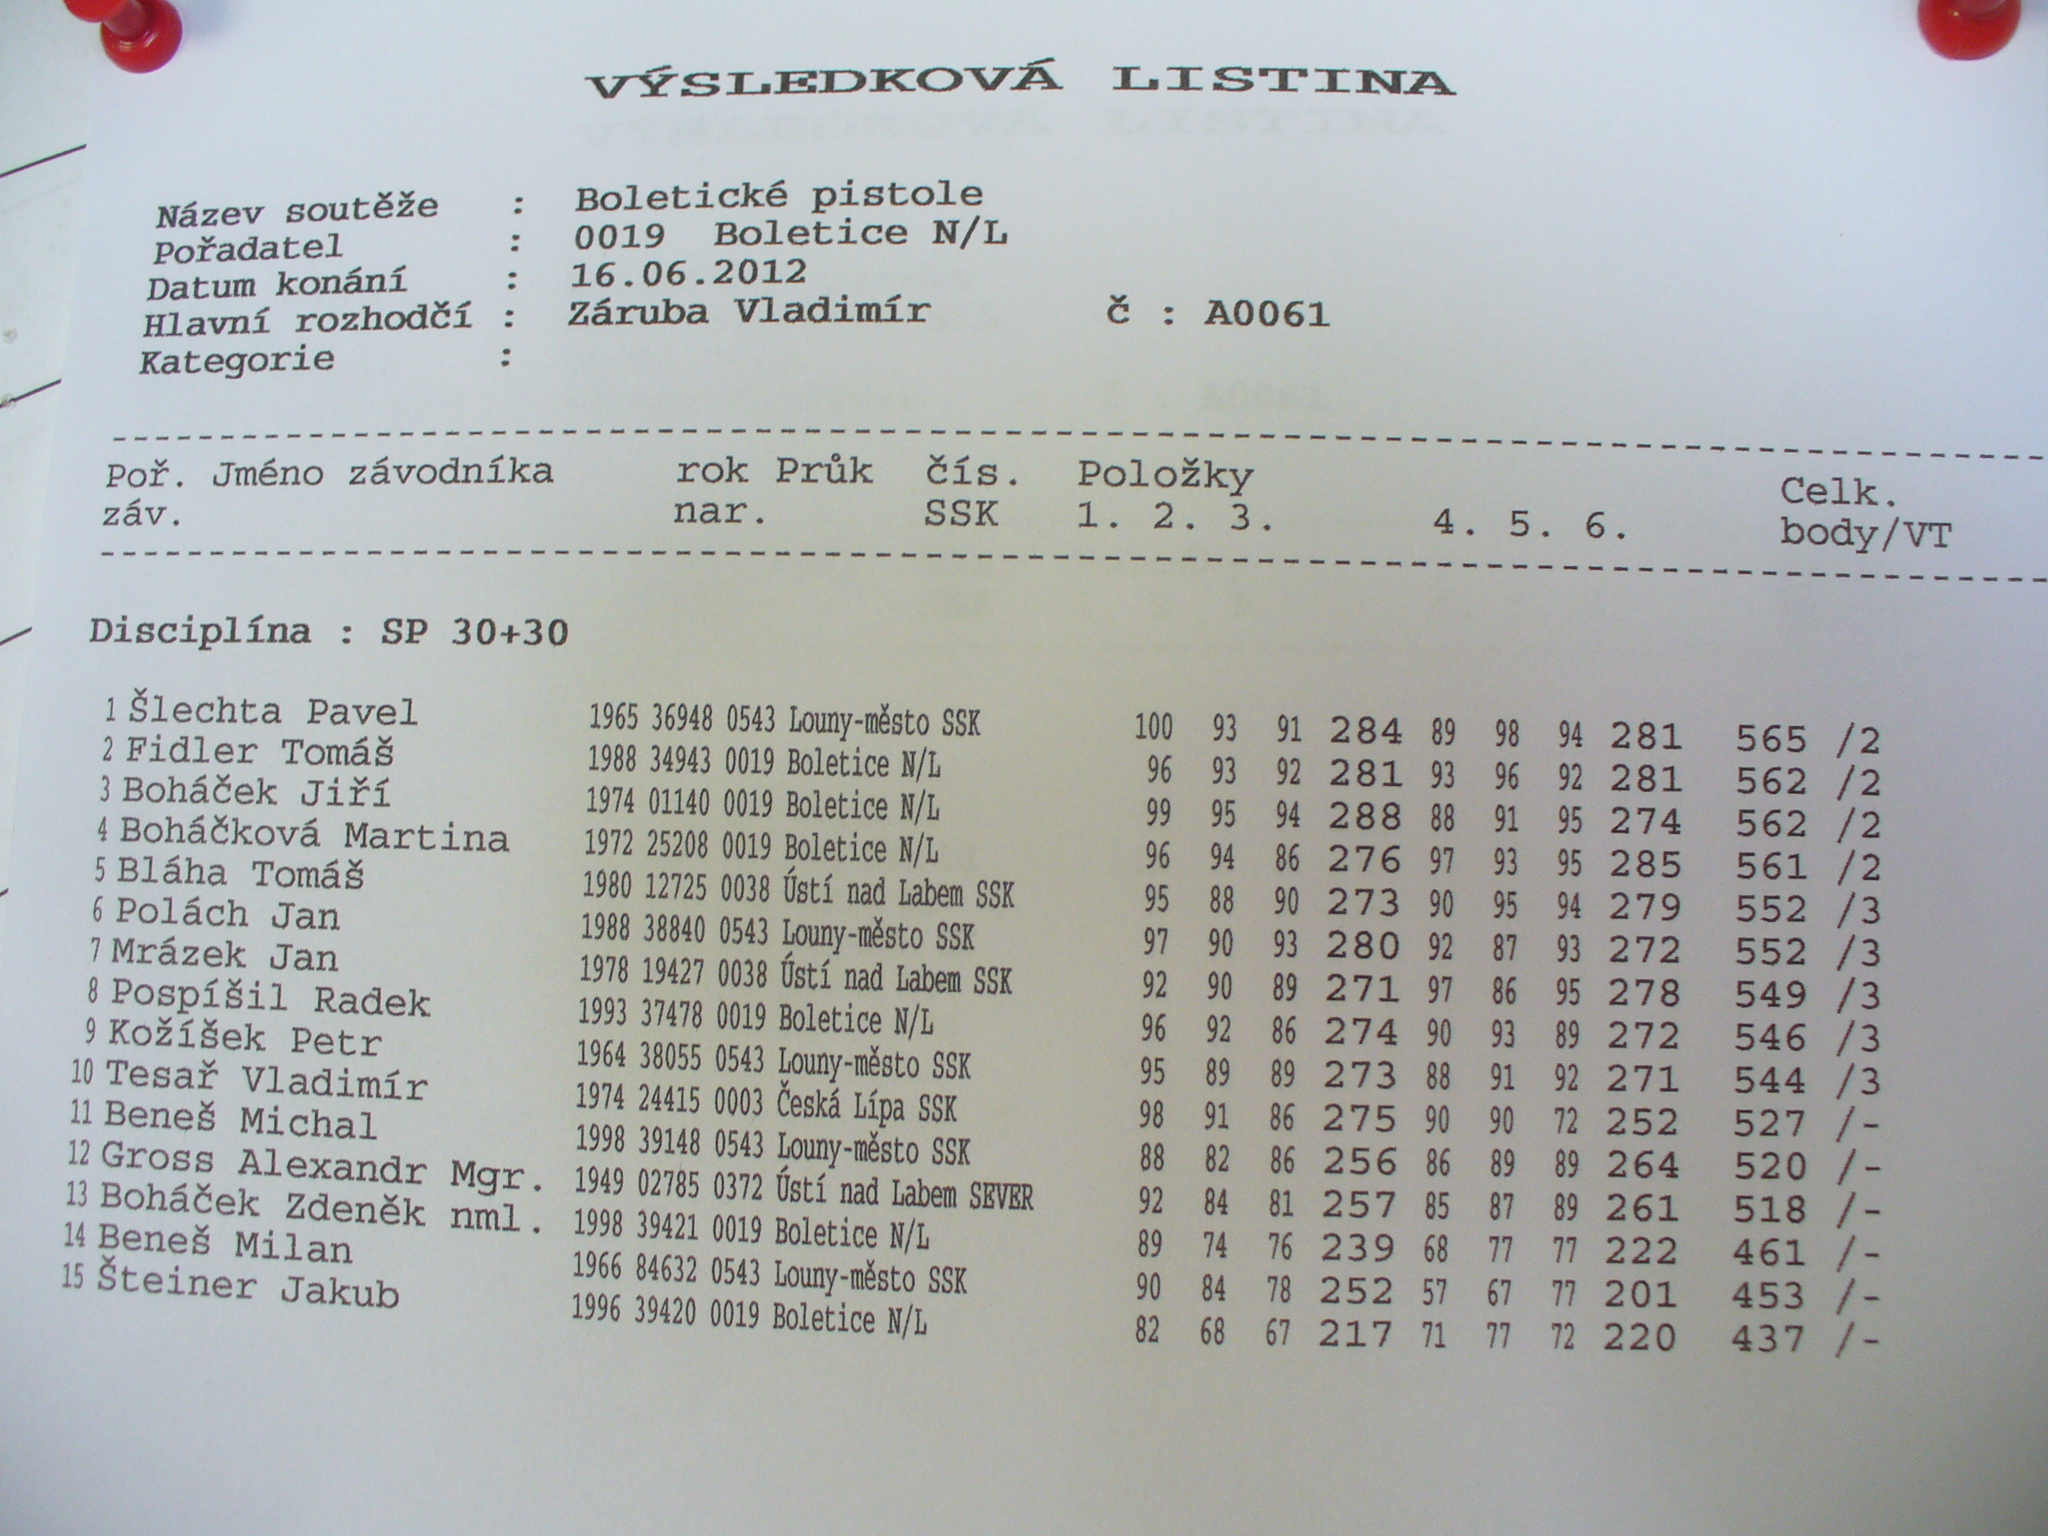 VÝSLEDKOVÁ LISTINA
Název soutěže : Boletické pistole
Pořadatel : 0019 Boletice N/L
Datum konání : 16.06.2012
Hlavní rozhodčí : Záruba Vladimír č : A0061
Kategorie :
Poř. Jméno závodníka rok Průk čís. Položky Celk.
záv. nar. SSK 1. 2. 3. 4. 5. 6. body/VT
Disciplína : SP 30+30
1 Šlechta Pavel 1965 36948 0543 Louny-město SSK 100 93 91 284 89 98 94 281 565 /2
2 Fidler Tomáš 1988 34943 0019 Boletice N/L 96 93 92 281 93 96 92 281 562 /2
3 Boháček Jiří 1974 01140 0019 Boletice N/L 99 95 94 288 88 91 95 274 562 /2
4 Boháčková Martina 1972 25208 0019 Boletice N/L 96 94 86 276 97 93 95 285 561 /2
5 Bláha Tomáš 1980 12725 0038 Ústí nad Labem SSK 95 88 90 273 90 95 94 279 552 /3
6 Polách Jan 1988 38840 0543 Louny-město SSK 97 90 93 280 92 87 93 272 552 /3
7 Mrázek Jan 1978 19427 0038 Ústí nad Labem SSK 92 90 89 271 97 86 95 278 549 /3
8 Pospíšil Radek 1993 37478 0019 Boletice N/L 96 92 86 274 90 93 89 272 546 /3
9 Kožíšek Petr 1964 38055 0543 Louny-město SSK 95 89 89 273 88 91 92 271 544 /3
10 Tesař Vladimír 1974 24415 0003 Česká Lípa SSK 98 91 86 275 90 90 72 252 527 /-
11 Beneš Michal 1998 39148 0543 Louny-město SSK 88 82 86 256 86 89 89 264 520 /-
12 Gross Alexandr Mgr. 1949 02785 0372 Ústí nad Labem SEVER 92 84 81 257 85 87 89 261 518 /-
13 Boháček Zdeněk nml. 1998 39421 0019 Boletice N/L 89 74 76 239 68 77 77 222 461 /-
14 Beneš Milan 1966 84632 0543 Louny-město SSK 90 84 78 252 57 67 77 201 453 /-
15 Šteiner Jakub 1996 39420 0019 Boletice N/L 82 68 67 217 71 77 72 220 437 /-